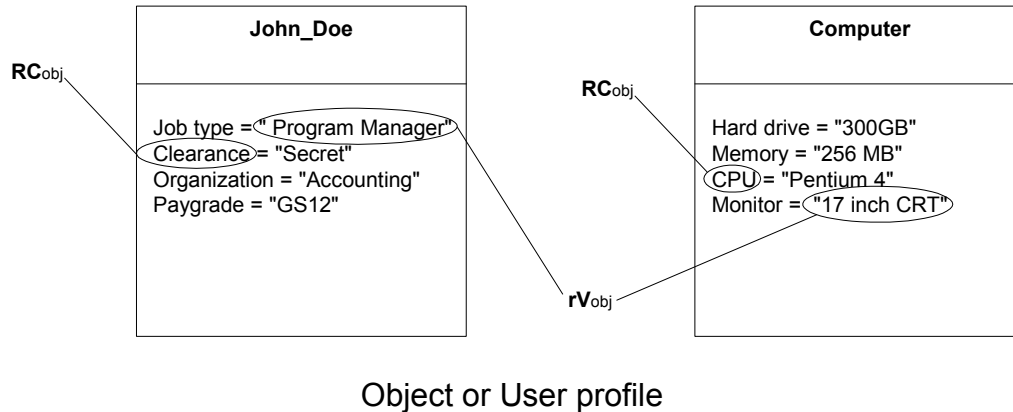 John_Doe
RCobj
Job type = " Program Manager"
Clearance = "Secret"
Organization = "Accounting"
Paygrade = "GS12"
Computer
RCobj
Hard drive = "300GB"
Memory = "256 MB"
CPU = "Pentium 4"
Monitor = "17 inch CRT"
rVobj
Object or User profile